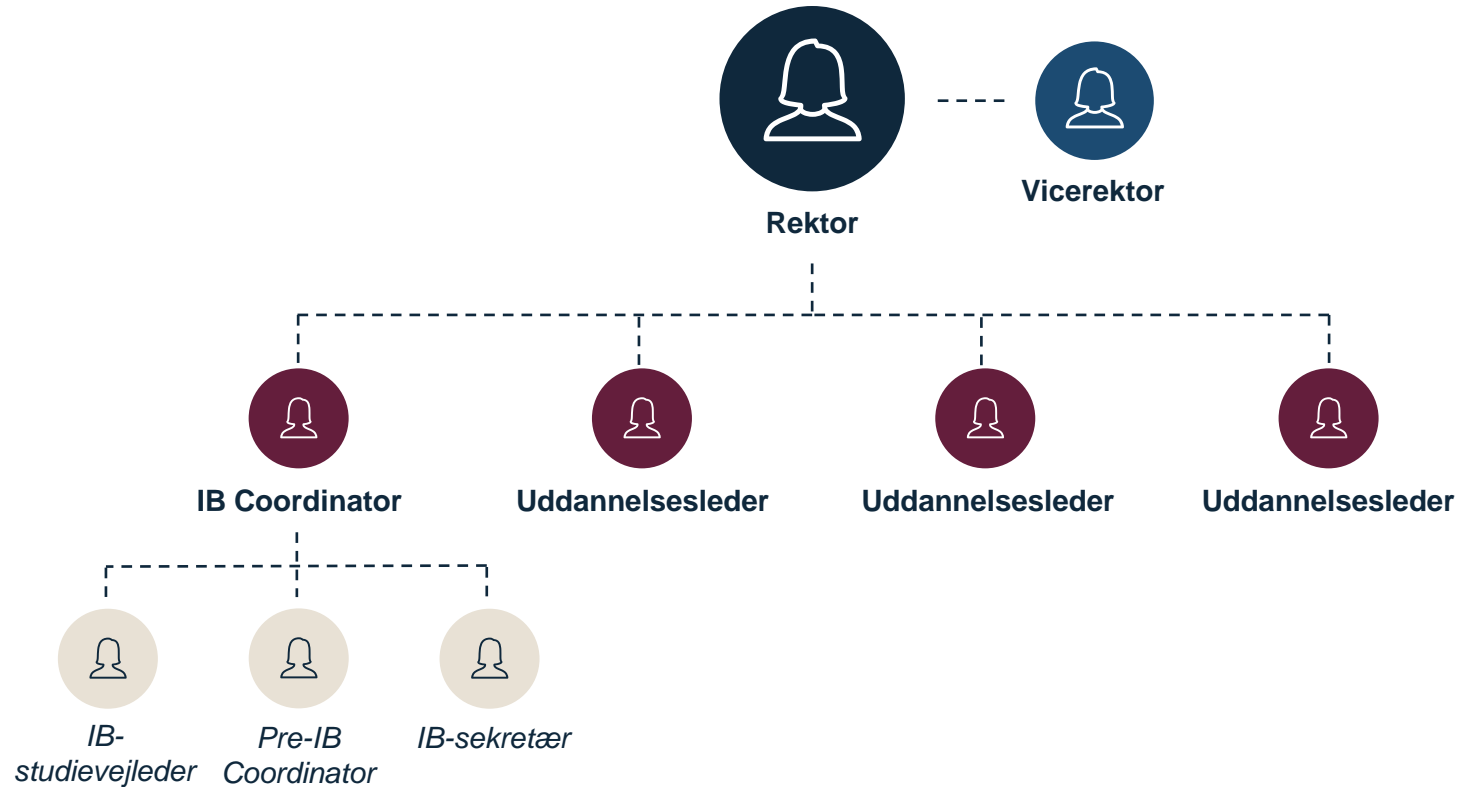 Vicerektor
Rektor
IB Coordinator
Uddannelsesleder
Uddannelsesleder
Uddannelsesleder
IB-
studievejleder
Pre-IB
Coordinator
IB-sekretær